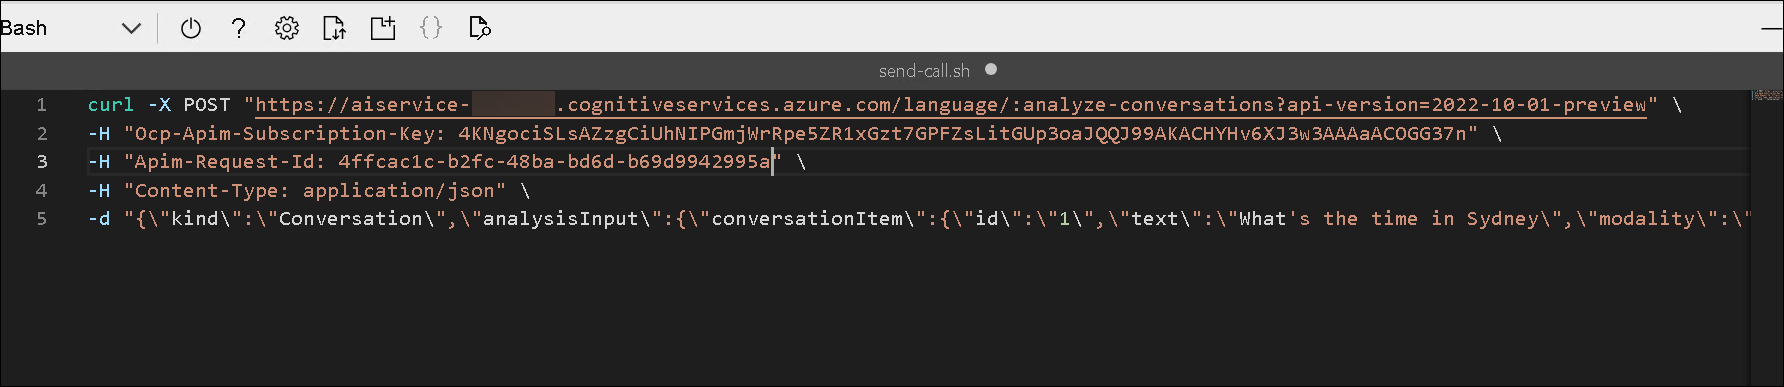 Bash
send-call.sh
1 curl -X POST "https://aiservice- .cognitiveservices.azure.com/language/:analyze-conversations?api-version=2022-10-01-preview" \
2 -H "Ocp-Apim-Subscription-Key: 4KNgociSLsAZzgCiUhNIPGmjWrRpe5ZR1xGzt7GPFZsLitGUp3oaJQQJ99AKACHYHv6XJ3w3AAAaACOGG37n" \
3 -H "Apim-Request-Id: 4ffcac1c-b2fc-48ba-bd6d-b69d9942995a" \
4 -H "Content-Type: application/json" \
5 -d "{\"kind\":\"Conversation\",\"analysisInput\":{\"conversationItem\":{\"id\":\"1\",\"text\":\"What's the time in Sydney\",\"modality\":\"